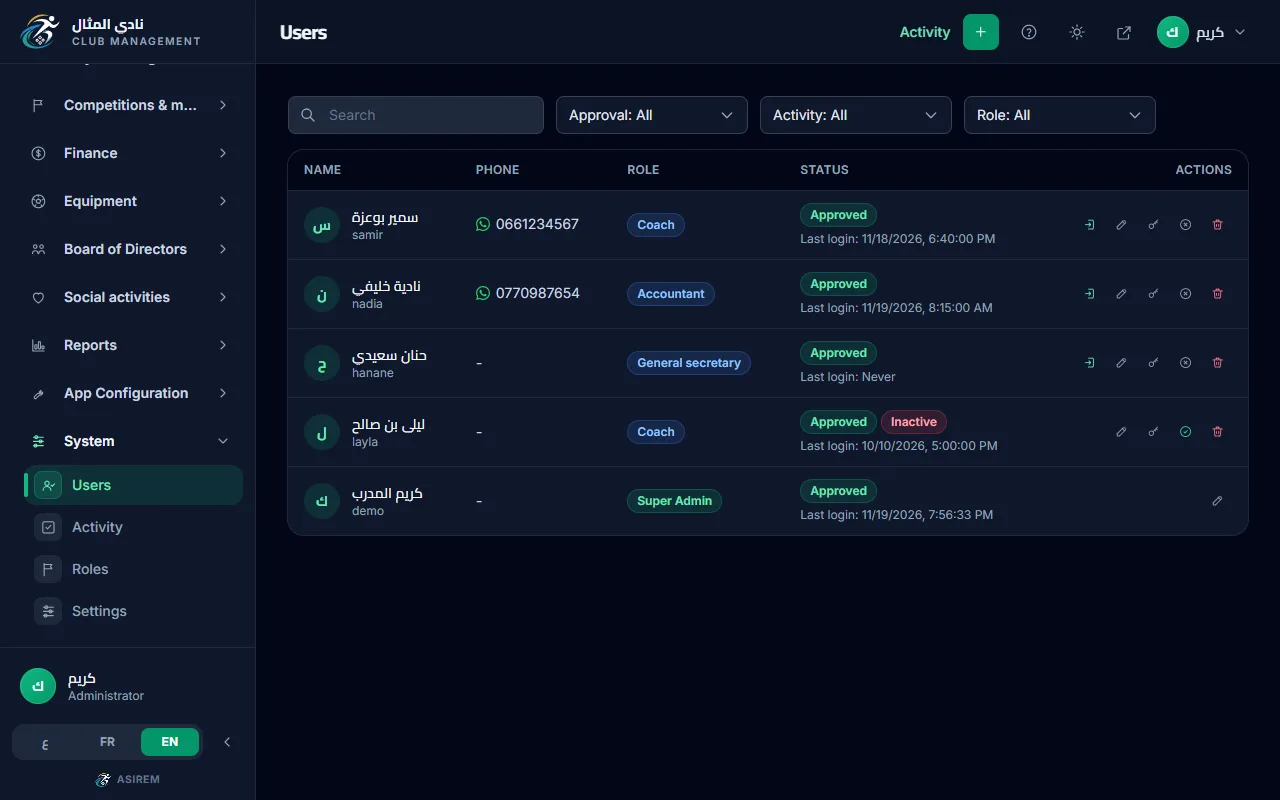 نادي المثال
CLUB MANAGEMENT
Users
Activity
ك
كريم
Competitions & m...
Finance
Equipment
Board of Directors
Social activities
Reports
App Configuration
System
Users
Activity
Roles
Settings
ك
كريم
Administrator
ع
FR
EN
ASIREM
Search
Approval: All
Activity: All
Role: All
NAME PHONE ROLE STATUS ACTIONS
س
سمير بوعزة
samir
0661234567
Coach
Approved
Last login: 11/18/2026, 6:40:00 PM
ن
نادية خليفي
nadia
0770987654
Accountant
Approved
Last login: 11/19/2026, 8:15:00 AM
ح
حنان سعيدي
hanane
-
General secretary
Approved
Last login: Never
ل
ليلى بن صالح
layla
-
Coach
Approved Inactive
Last login: 10/10/2026, 5:00:00 PM
ك
كريم المدرب
demo
-
Super Admin
Approved
Last login: 11/19/2026, 7:56:33 PM